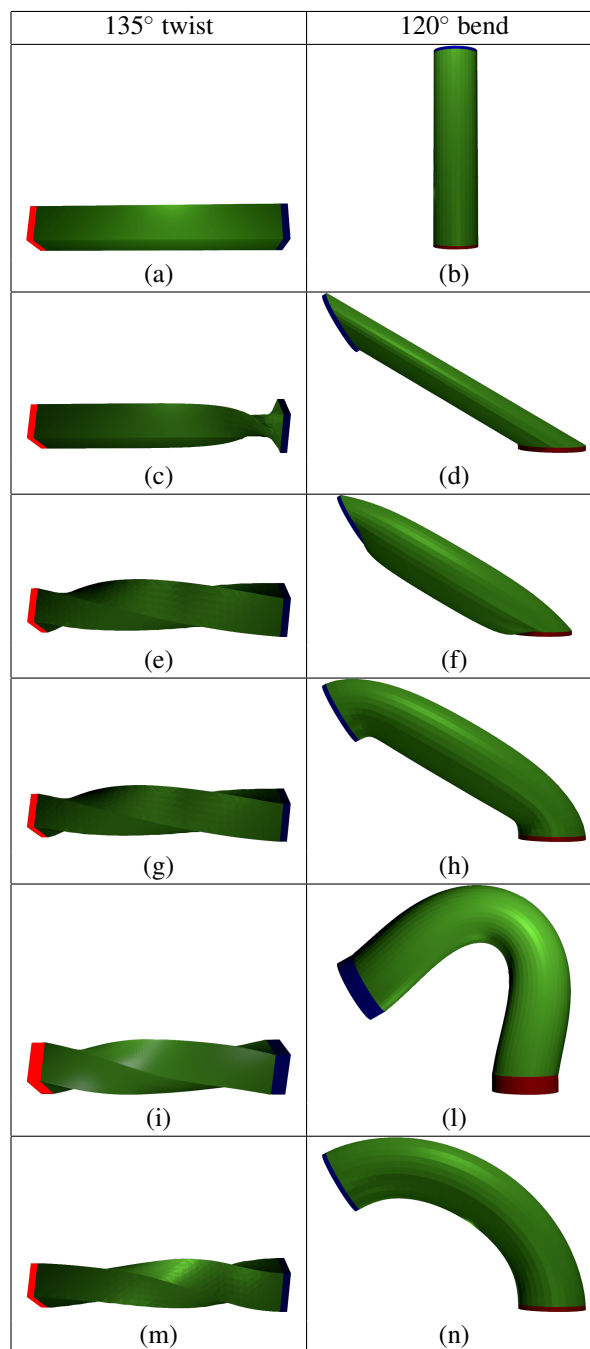 135° twist 120° bend
(a) (b)
(c) (d)
(e) (f)
(g) (h)
(i) (l)
(m) (n)